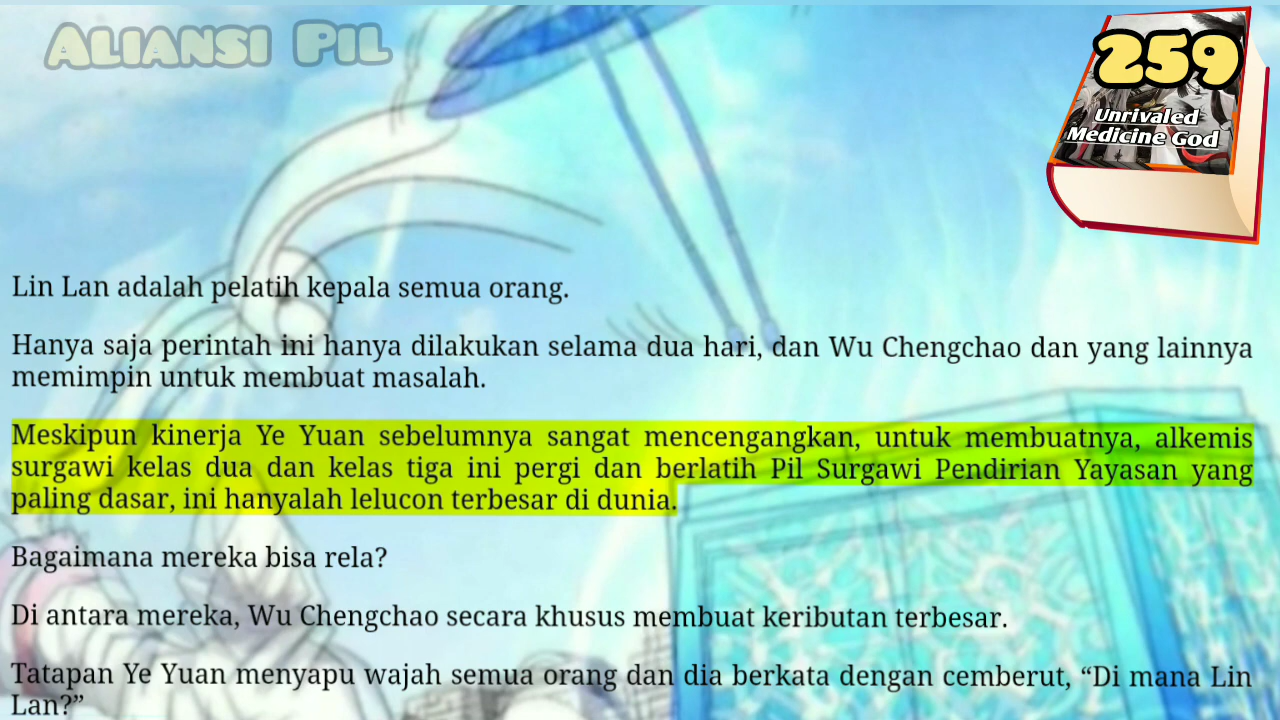 Aliansi Pil
259
Unrivaled
Medicine God
Lin Lan adalah pelatih kepala semua orang.
Hanya saja perintah ini hanya dilakukan selama dua hari, dan Wu Chengchao dan yang lainnya
memimpin untuk membuat masalah.
Meskipun kinerja Ye Yuan sebelumnya sangat mencengangkan, untuk membuatnya, alkemis
surgawi kelas dua dan kelas tiga ini pergi dan berlatih Pil Surgawi Pendirian Yayasan yang
paling dasar, ini hanyalah lelucon terbesar di dunia.
Bagaimana mereka bisa rela?
Di antara mereka, Wu Chengchao secara khusus membuat keributan terbesar.
Tatapan Ye Yuan menyapu wajah semua orang dan dia berkata dengan cemberut, “Di mana Lin
Lan?”